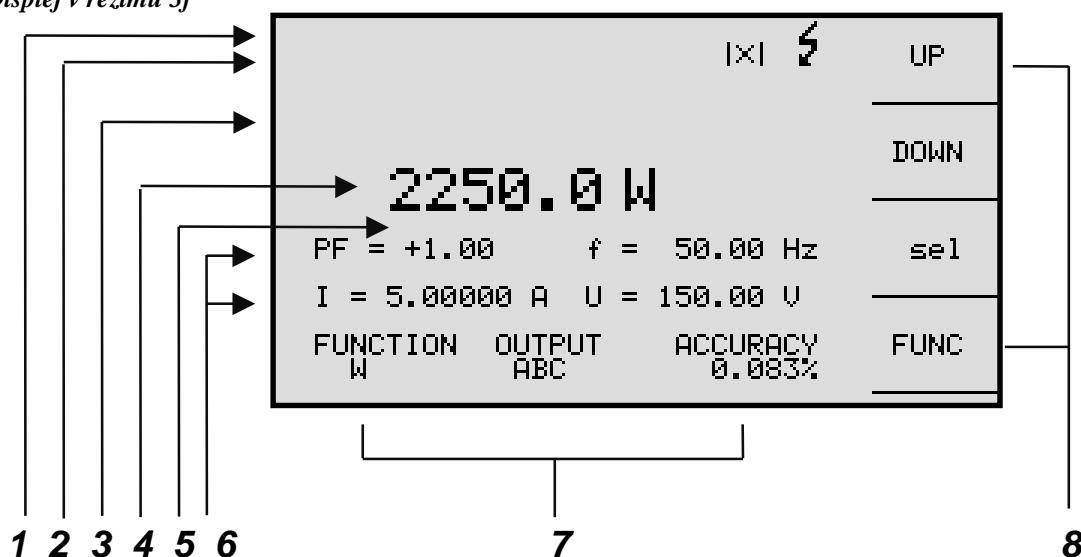 v režimu 3f
|×| UP
DOWN
2250.0 W
PF = +1.00 f = 50.00 Hz sel
I = 5.00000 A U = 150.00 V
FUNCTION OUTPUT ACCURACY FUNC
W ABC 0.083%
1 2 3 4 5 6 7 8